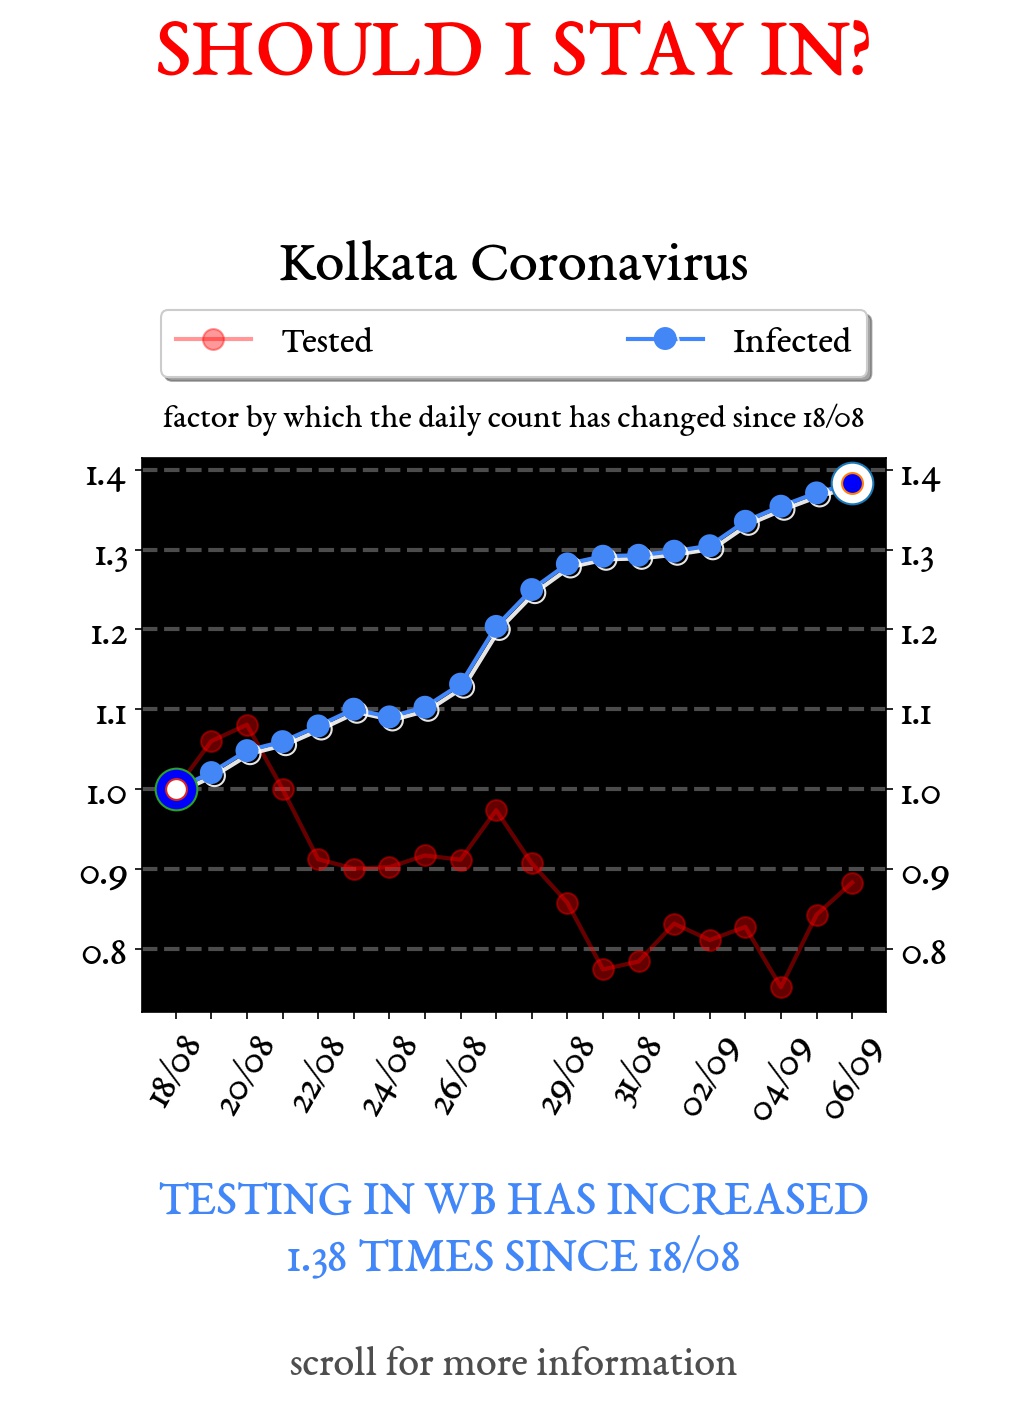 SHOULD I STAY IN?
Kolkata Coronavirus
Tested Infected
factor by which the daily count has changed since 18/08
1.4 1.4
1.3 1.3
1.2 1.2
1.1 1.1
1.0 1.0
0.9 0.9
0.8 0.8
18/08 20/08 22/08 24/08 26/08 29/08 31/08 02/09 04/09 06/09
TESTING IN WB HAS INCREASED
1.38 TIMES SINCE 18/08
scroll for more information